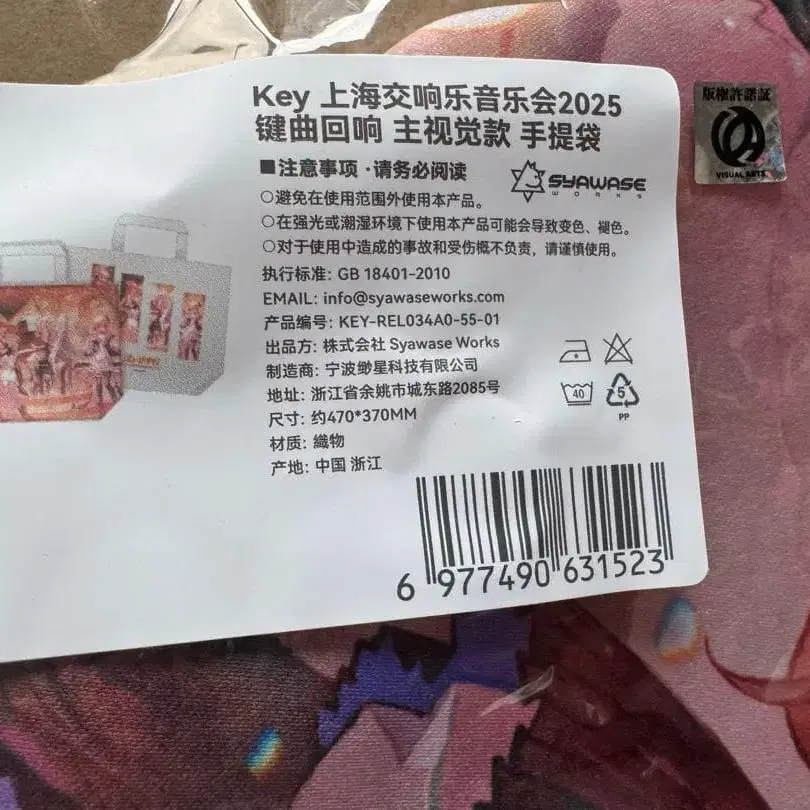 Key 上海交响乐音乐会2025
键曲回响 主视觉款 手提袋
■注意事项·请务必阅读
SYAWASE
WORKS
○避免在使用范围外使用本产品。
○在强光或潮湿环境下使用本产品可能会导致变色、褪色。
○对于使用中造成的事故和受伤概不负责，请谨慎使用。
执行标准: GB 18401-2010
EMAIL: info@syawaseworks.com
产品编号: KEY-REL034A0-55-01
出品方: 株式会社 Syawase Works
制造商: 宁波缈星科技有限公司
地址: 浙江省余姚市城东路2085号
尺寸: 约470*370MM
材质: 織物
产地: 中国 浙江
40
5
PP
6 977490 631523
版権許諾証
VISUAL ARTS